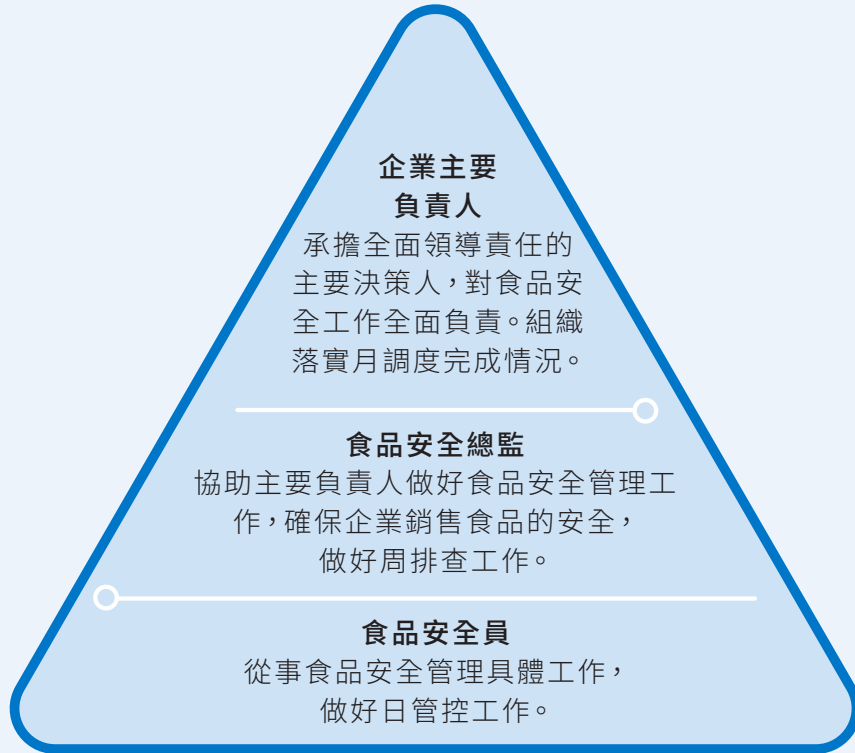 企業主要
負責人
承擔全面領導責任的
主要決策人，對食品安
全工作全面負責。組織
落實月調度完成情況。
食品安全總監
協助主要負責人做好食品安全管理工
作，確保企業銷售食品的安全，
做好周排查工作。
食品安全員
從事食品安全管理具體工作，
做好日管控工作。